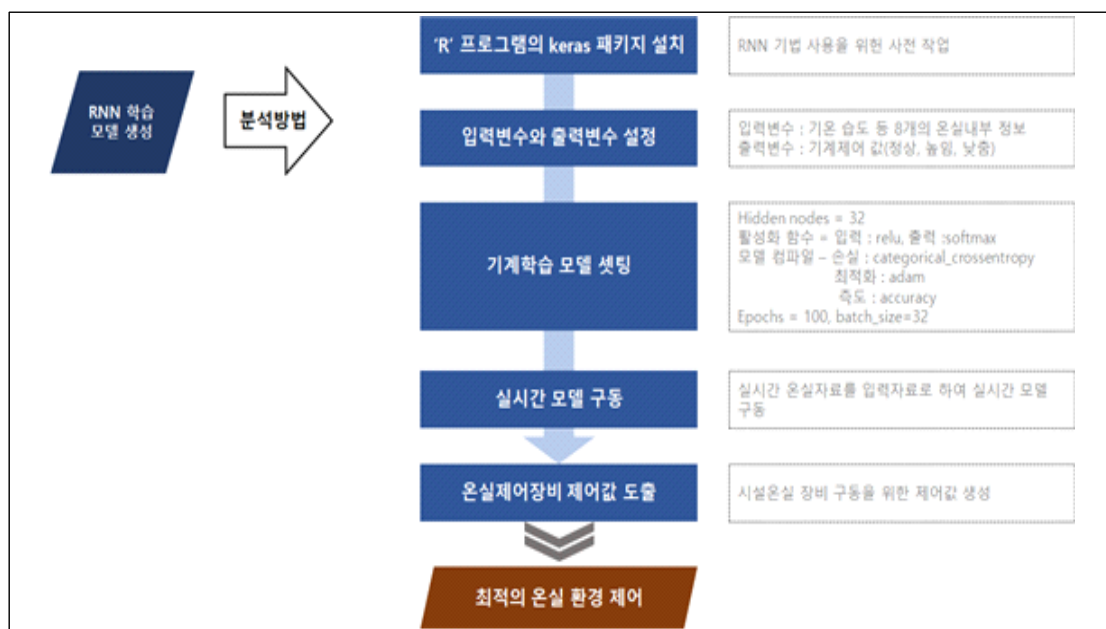 RNN 학습
모델 생성
분석방법
'R' 프로그램의 keras 패키지 설치
RNN 기법 사용을 위한 사전 작업
입력변수와 출력변수 설정
입력변수 : 기온 습도 등 8개의 온실내부 정보
출력변수 : 기계제어 값(정상, 높임, 낮춤)
기계학습 모델 셋팅
Hidden nodes = 32
활성화 함수 = 입력 : relu, 출력 :softmax
모델 컴파일 – 손실 : categorical_crossentropy
최적화 : adam
측도 : accuracy
Epochs = 100, batch_size=32
실시간 모델 구동
실시간 온실자료를 입력자료로 하여 실시간 모델
구동
온실제어장비 제어값 도출
시설온실 장비 구동을 위한 제어값 생성
최적의 온실 환경 제어